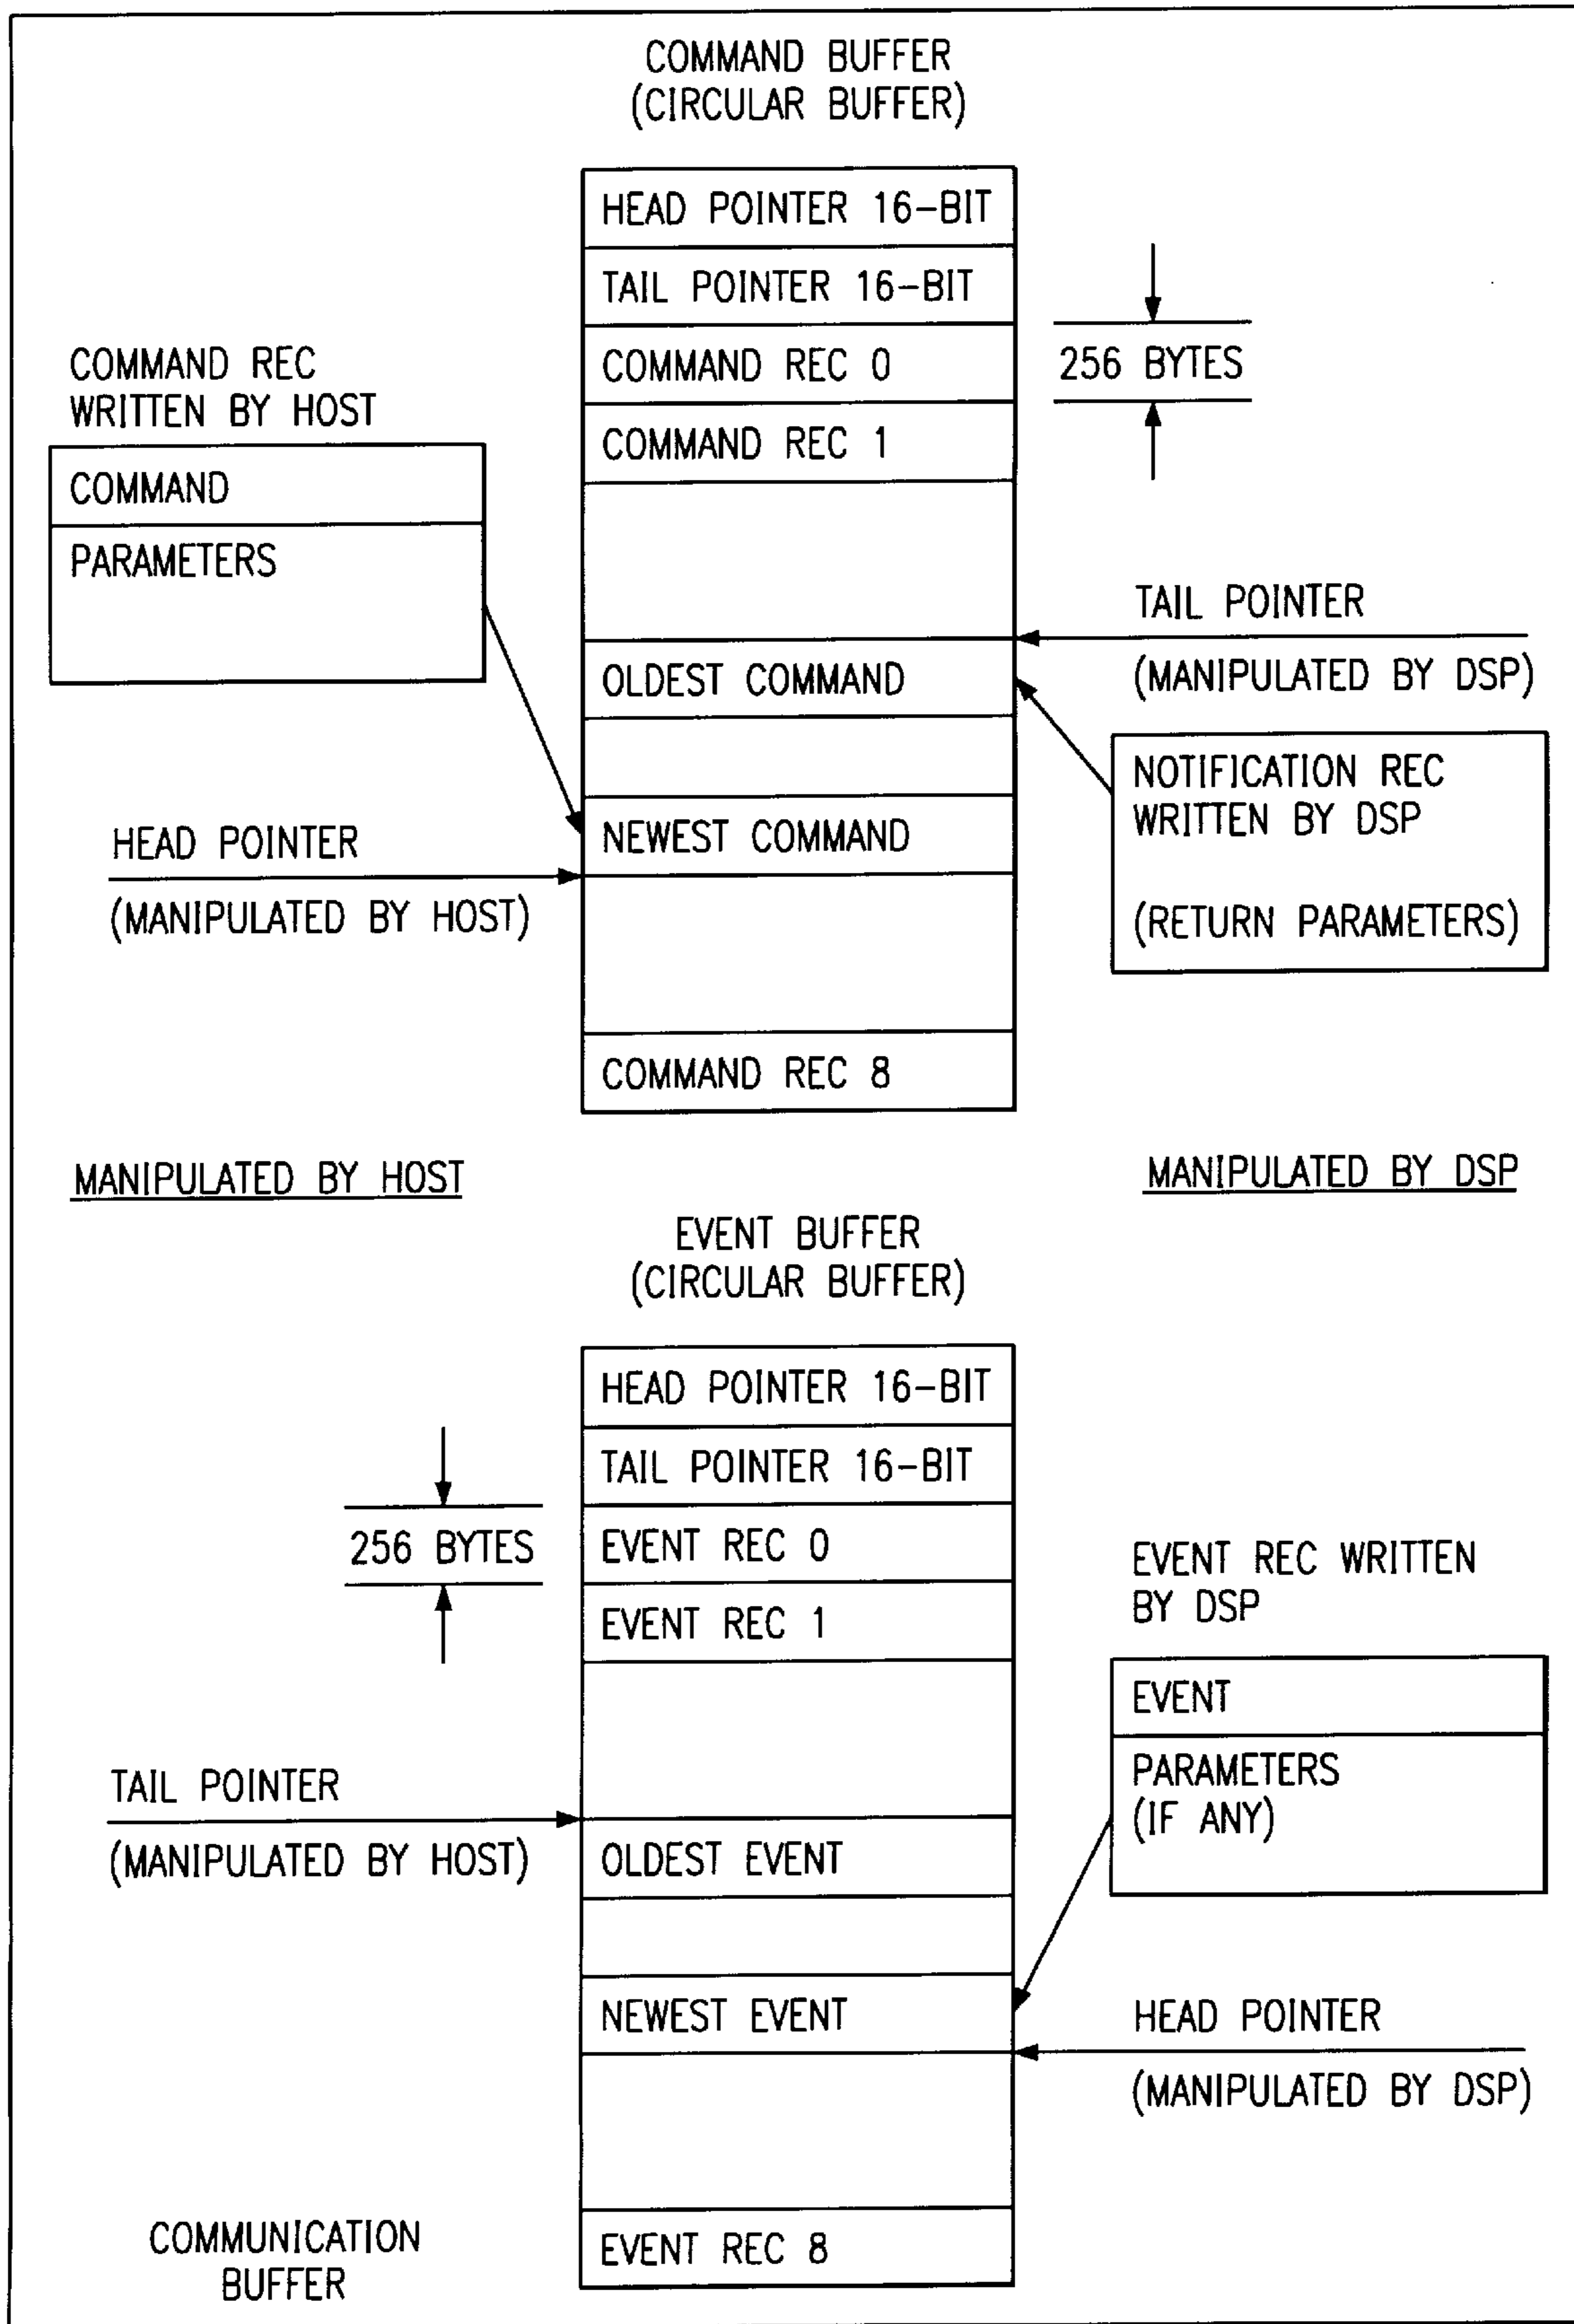 COMMAND BUFFER
(CIRCULAR BUFFER)
HEAD POINTER 16-BIT
TAIL POINTER 16-BIT
COMMAND REC 0
256 BYTES
COMMAND REC 1
COMMAND REC
WRITTEN BY HOST
COMMAND
PARAMETERS
TAIL POINTER
(MANIPULATED BY DSP)
OLDEST COMMAND
NOTIFICATION REC
WRITTEN BY DSP
(RETURN PARAMETERS)
NEWEST COMMAND
HEAD POINTER
(MANIPULATED BY HOST)
COMMAND REC 8
MANIPULATED BY HOST
MANIPULATED BY DSP
EVENT BUFFER
(CIRCULAR BUFFER)
HEAD POINTER 16-BIT
TAIL POINTER 16-BIT
256 BYTES
EVENT REC 0
EVENT REC 1
EVENT REC WRITTEN
BY DSP
EVENT
PARAMETERS
(IF ANY)
TAIL POINTER
(MANIPULATED BY HOST)
OLDEST EVENT
NEWEST EVENT
HEAD POINTER
(MANIPULATED BY DSP)
EVENT REC 8
COMMUNICATION
BUFFER